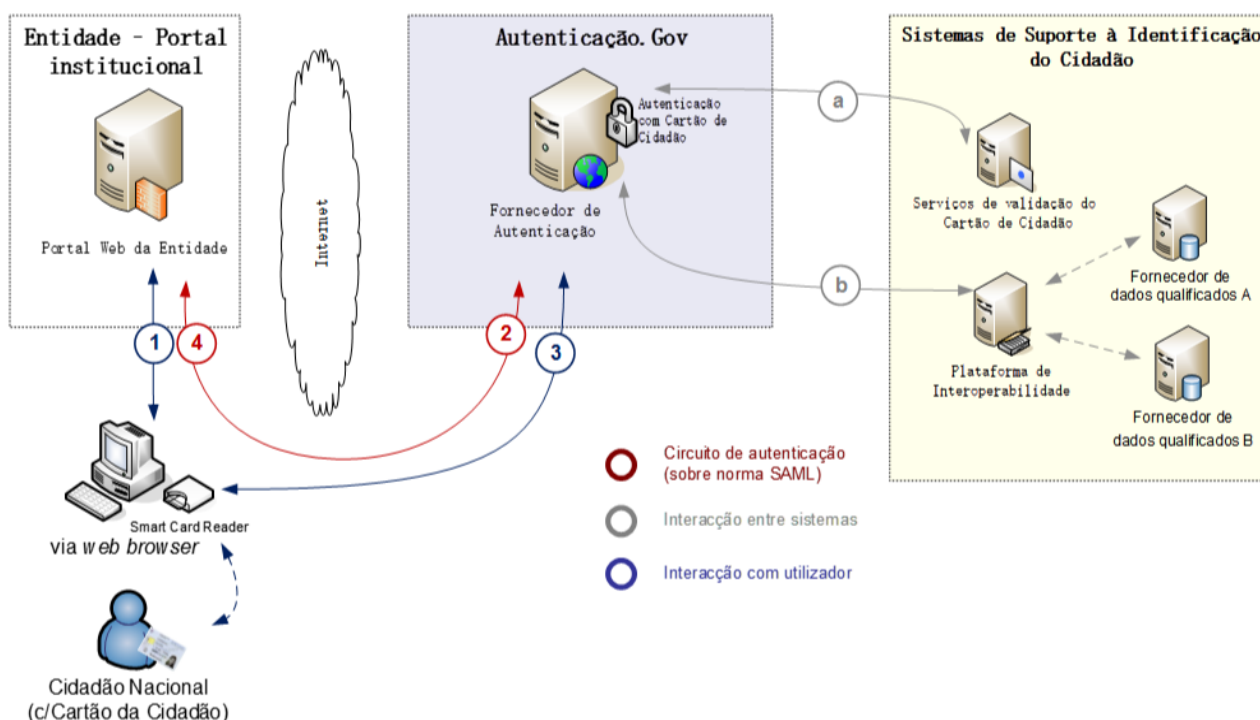 Entidade - Portal
institucional
Portal Web da Entidade
Internet
Autenticação.Gov
Autenticação
com Cartão de
Cidadão
Fornecedor de
Autenticação
Sistemas de Suporte à Identificação
do Cidadão
Serviços de validação do
Cartão de Cidadão
Fornecedor de
dados qualificados A
Plataforma de
Interoperabilidade
Fornecedor de
dados qualificados B
a
b
1
4
2
3
Smart Card Reader
via web browser
Cidadão Nacional
(c/Cartão da Cidadão)
Circuito de autenticação
(sobre norma SAML)
Interacção entre sistemas
Interacção com utilizador